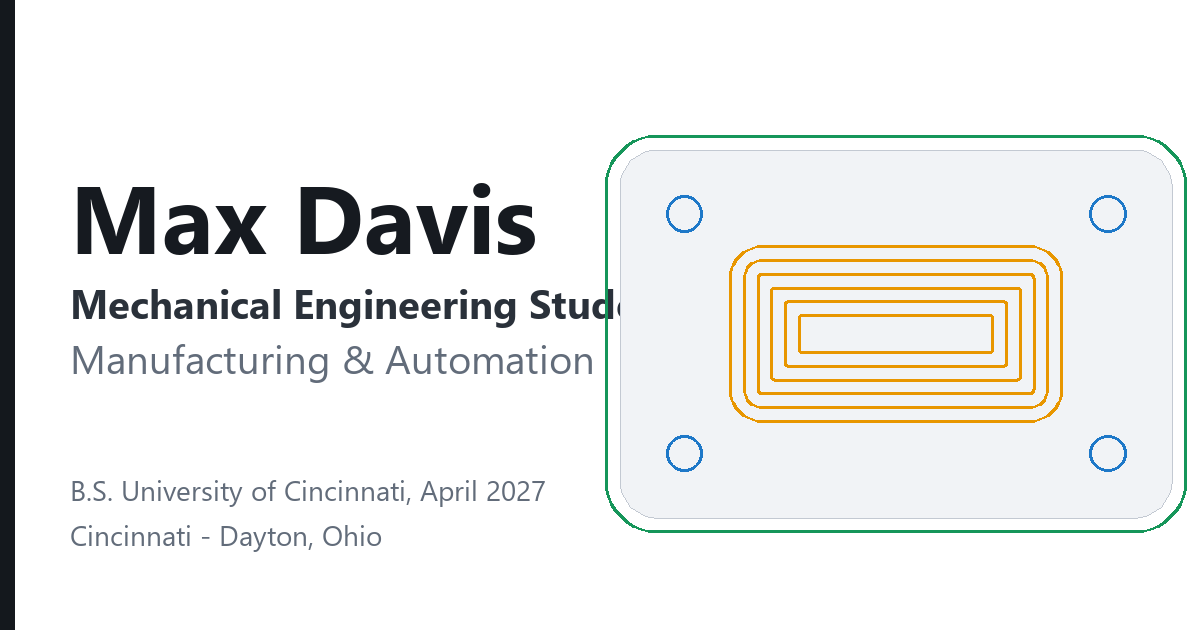 Max Davis
Mechanical Engineering
Manufacturing & Automation
B.S. University of Cincinnati, April 2027
Cincinnati - Dayton, Ohio